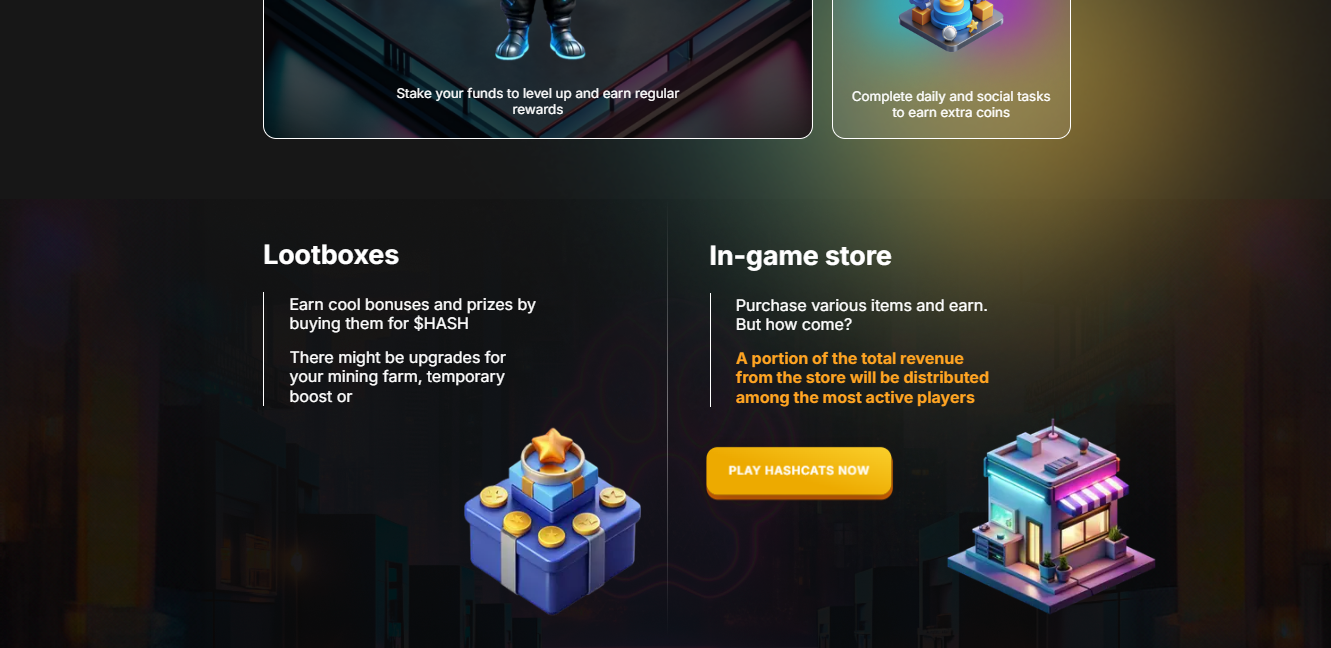 Stake your funds to level up and earn regular
rewards
Complete daily and social tasks
to earn extra coins
Lootboxes
Earn cool bonuses and prizes by
buying them for $HASH
There might be upgrades for
your mining farm, temporary
boost or
In-game store
Purchase various items and earn.
But how come?
A portion of the total revenue
from the store will be distributed
among the most active players
PLAY HASHCATS NOW